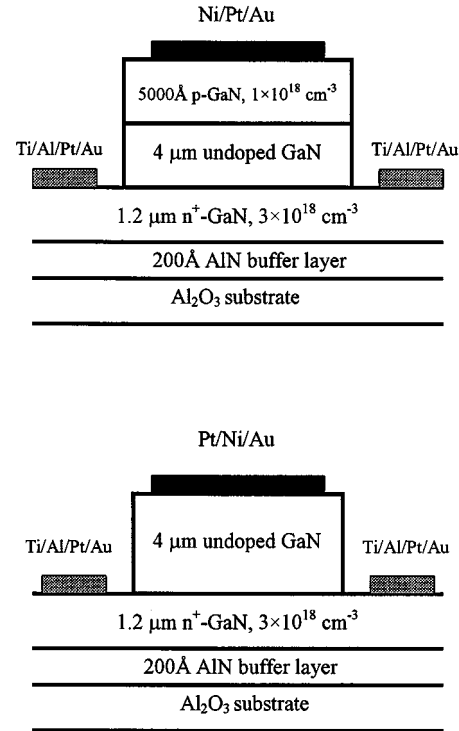 Ni/Pt/Au
5000Å p-GaN, 1×10¹⁸ cm⁻³
Ti/Al/Pt/Au
4 μm undoped GaN
Ti/Al/Pt/Au
1.2 μm n⁺-GaN, 3×10¹⁸ cm⁻³
200Å AlN buffer layer
Al₂O₃ substrate
Pt/Ni/Au
Ti/Al/Pt/Au
4 μm undoped GaN
Ti/Al/Pt/Au
1.2 μm n⁺-GaN, 3×10¹⁸ cm⁻³
200Å AlN buffer layer
Al₂O₃ substrate